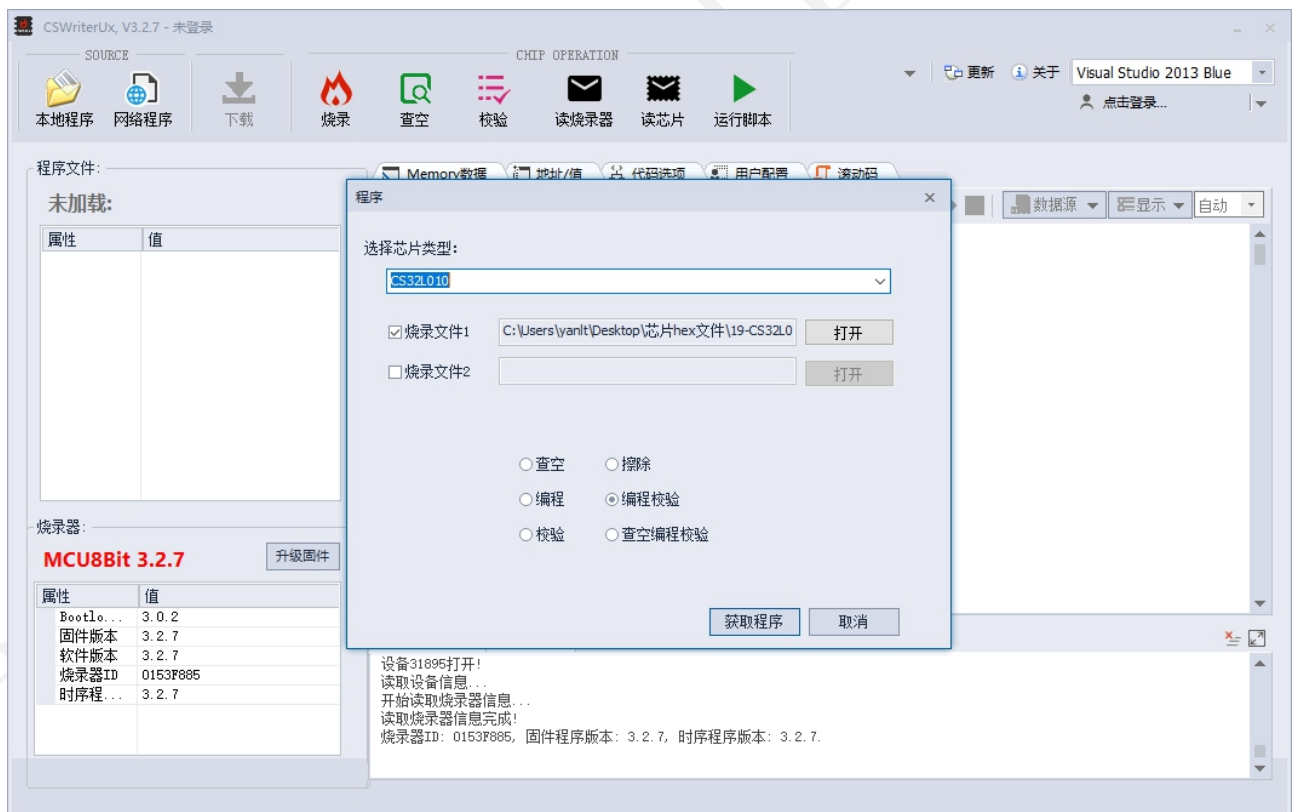 CSWriterUx, V3.2.7 - 未登录
SOURCE
CHIP OPERATION
本地程序 网络程序 下载 烧录 查空 校验 读烧录器 读芯片 运行脚本
更新 关于 Visual Studio 2013 Blue
点击登录...
程序文件:
未加载:
属性 值
Memory数据 地址/值 代码选项 用户配置 滚动码
数据源 显示 自动
程序
选择芯片类型:
CS32L010
烧录文件1 C:\Users\yanlt\Desktop\芯片hex文件\19-CS32L0 打开
烧录文件2 打开
查空 擦除
编程 编程校验
校验 查空编程校验
获取程序 取消
烧录器:
MCU8Bit 3.2.7 升级固件
属性 值
Bootlo... 3.0.2
固件版本 3.2.7
软件版本 3.2.7
烧录器ID 0153F885
时序程... 3.2.7
设备31895打开!
读取设备信息...
开始读取烧录器信息...
读取烧录器信息完成!
烧录器ID: 0153F885, 固件程序版本: 3.2.7, 时序程序版本: 3.2.7.